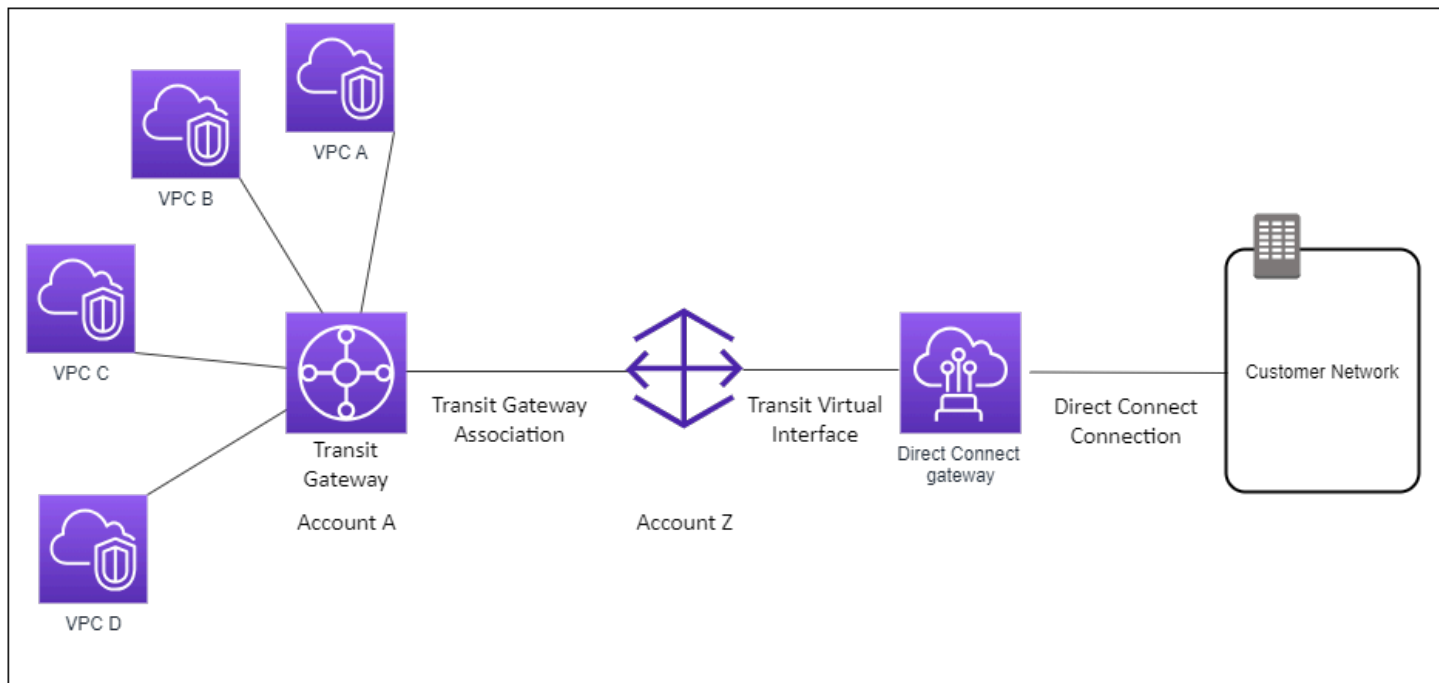 VPC A
VPC B
VPC C
VPC D
Transit
Gateway
Account A
Transit Gateway
Association
Account Z
Transit Virtual
Interface
Direct Connect
gateway
Direct Connect
Connection
Customer Network